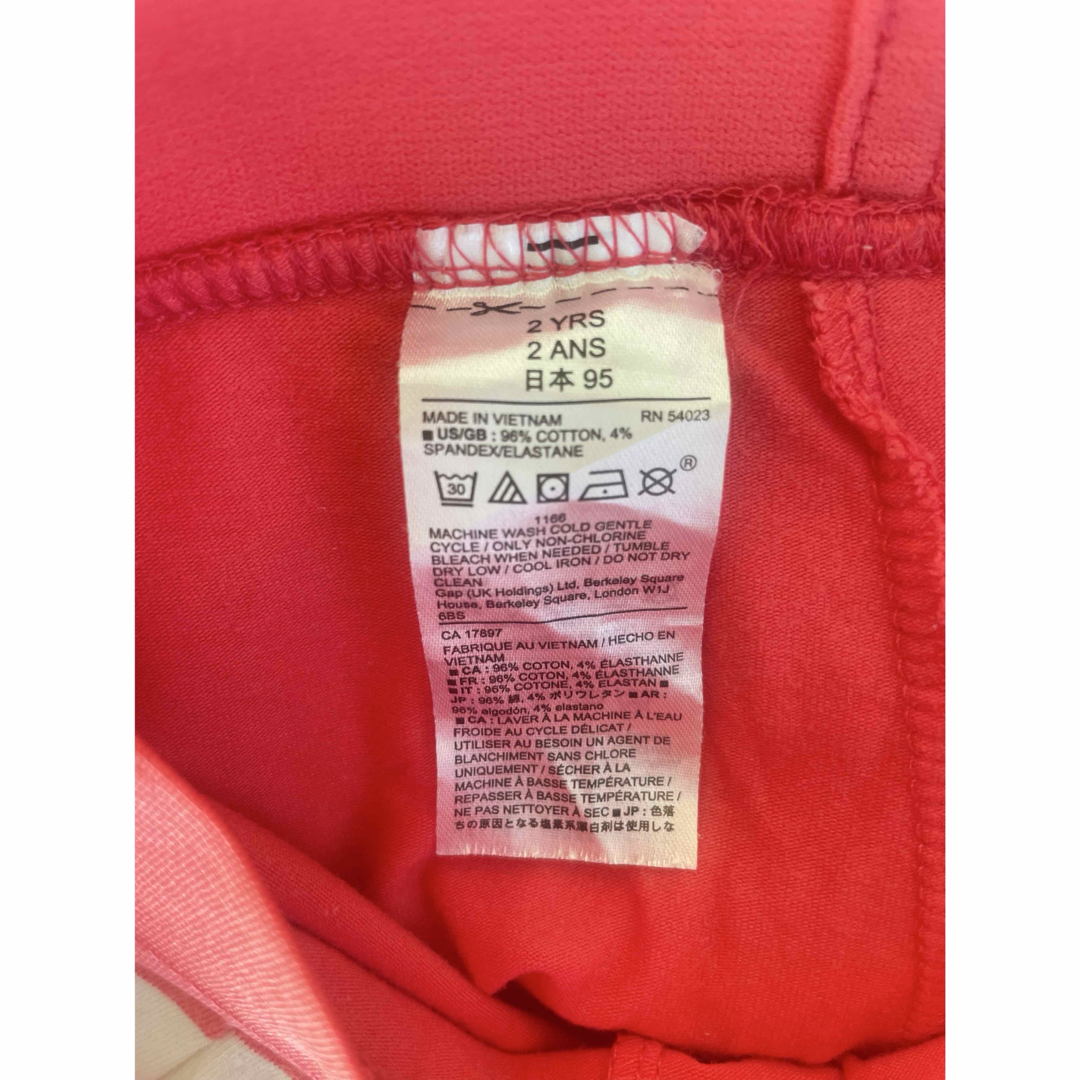 2 YRS
2 ANS
日本 95
MADE IN VIETNAM RN 54023
■ US/GB : 96% COTTON, 4%
SPANDEX/ELASTANE
30
®
1166
MACHINE WASH COLD GENTLE
CYCLE / ONLY NON-CHLORINE
BLEACH WHEN NEEDED / TUMBLE
DRY LOW / COOL IRON / DO NOT DRY
CLEAN
Gap (UK Holdings) Ltd, Berkeley Square
House, Berkeley Square, London W1J
6BS
CA 17897
FABRIQUE AU VIETNAM / HECHO EN
VIETNAM
■ CA : 96% COTON, 4% ÉLASTHANNE
■ FR : 96% COTON, 4% ÉLASTHANNE
■ IT : 96% COTONE, 4% ELASTAN ■
JP : 96% 綿, 4% ポリウレタン ■ AR :
96% algodón, 4% elastano
■ CA : LAVER À LA MACHINE À L'EAU
FROIDE AU CYCLE DÉLICAT /
UTILISER AU BESOIN UN AGENT DE
BLANCHIMENT SANS CHLORE
UNIQUEMENT / SÉCHER À LA
MACHINE À BASSE TEMPÉRATURE /
REPASSER À BASSE TEMPÉRATURE /
NE PAS NETTOYER À SEC ■ JP : 色落
ちの原因となる塩素系漂白剤は使用しな